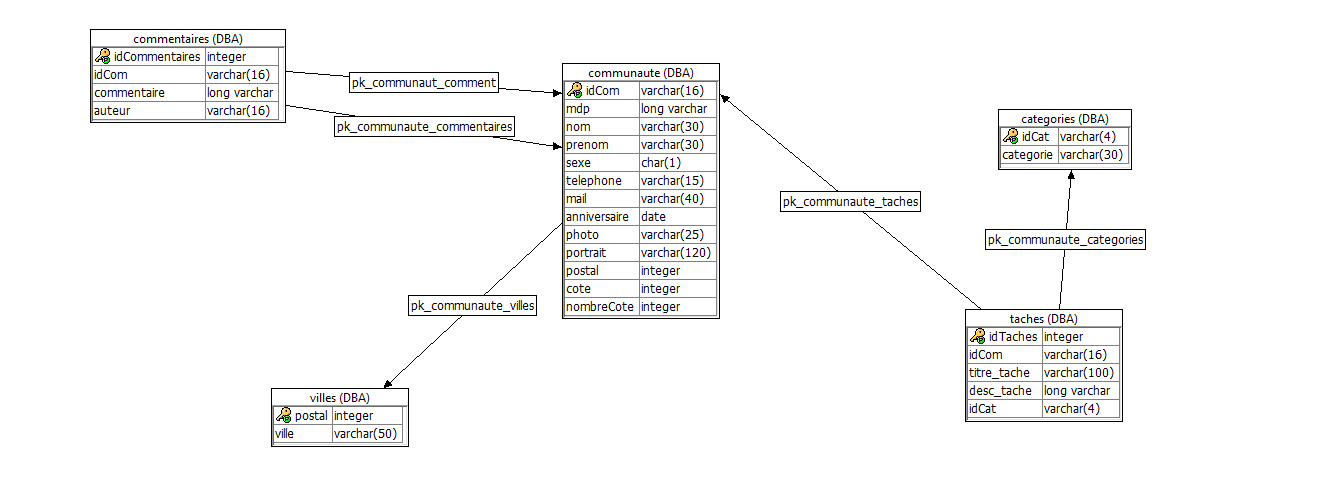 commentaires (DBA)
idCommentaires integer
idCom varchar(16)
commentaire long varchar
auteur varchar(16)
pk_communaut_comment
pk_communaute_commentaires
communaute (DBA)
idCom varchar(16)
mdp long varchar
nom varchar(30)
prenom varchar(30)
sexe char(1)
telephone varchar(15)
mail varchar(40)
anniversaire date
photo varchar(25)
portrait varchar(120)
postal integer
cote integer
nombreCote integer
categories (DBA)
idCat varchar(4)
categorie varchar(30)
pk_communaute_taches
pk_communaute_categories
pk_communaute_villes
taches (DBA)
idTaches integer
idCom varchar(16)
titre_tache varchar(100)
desc_tache long varchar
idCat varchar(4)
villes (DBA)
postal integer
ville varchar(50)